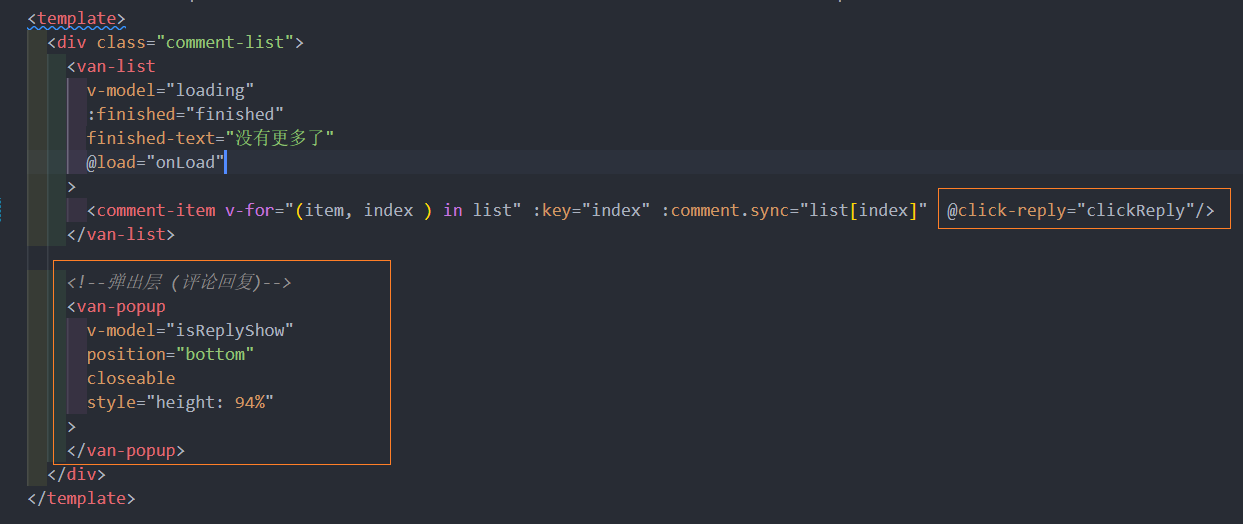 <template>
<div class="comment-list">
<van-list
v-model="loading"
:finished="finished"
finished-text="没有更多了"
@load="onLoad"
>
<comment-item v-for="(item, index ) in list" :key="index" :comment.sync="list[index]" @click-reply="clickReply"/>
</van-list>
<!--弹出层 (评论回复)-->
<van-popup
v-model="isReplyShow"
position="bottom"
closeable
style="height: 94%"
>
</van-popup>
</div>
</template>